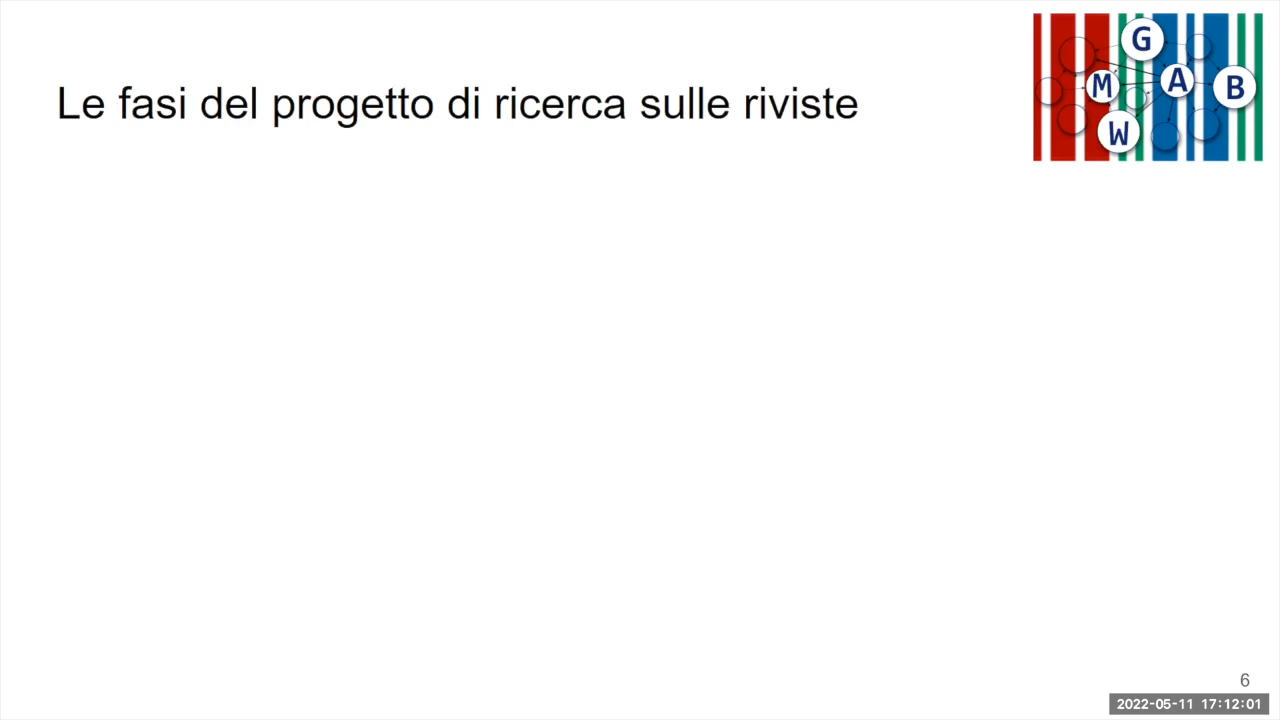 Le fasi del progetto di ricerca sulle riviste
G
M
A
B
W
6
2022-05-11 17:12:01